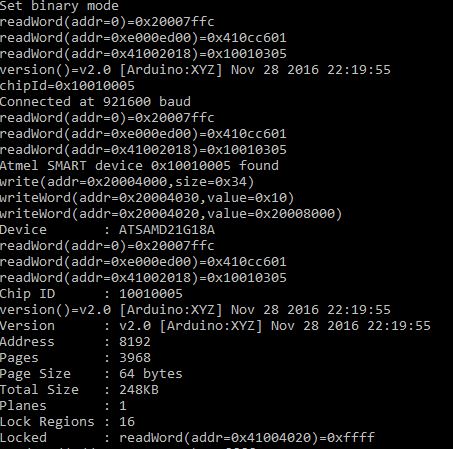 Set binary mode
readWord(addr=0)=0x20007ffc
readWord(addr=0xe000ed00)=0x410cc601
readWord(addr=0x41002018)=0x10010305
version()=v2.0 [Arduino:XYZ] Nov 28 2016 22:19:55
chipId=0x10010005
Connected at 921600 baud
readWord(addr=0)=0x20007ffc
readWord(addr=0xe000ed00)=0x410cc601
readWord(addr=0x41002018)=0x10010305
Atmel SMART device 0x10010005 found
write(addr=0x20004000,size=0x34)
writeWord(addr=0x20004030,value=0x10)
writeWord(addr=0x20004020,value=0x20008000)
Device       : ATSAMD21G18A
readWord(addr=0)=0x20007ffc
readWord(addr=0xe000ed00)=0x410cc601
readWord(addr=0x41002018)=0x10010305
Chip ID      : 10010005
version()=v2.0 [Arduino:XYZ] Nov 28 2016 22:19:55
Version      : v2.0 [Arduino:XYZ] Nov 28 2016 22:19:55
Address      : 8192
Pages        : 3968
Page Size    : 64 bytes
Total Size   : 248KB
Planes       : 1
Lock Regions : 16
Locked       : readWord(addr=0x41004020)=0xffff